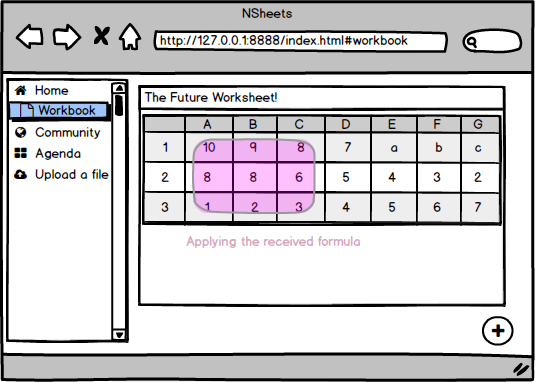 NSheets
http://127.0.0.1:8888/index.html#workbook
Home
Workbook
Community
Agenda
Upload a file
The Future Worksheet!
A B C D E F G
1 10 9 8 7 a b c
2 8 8 6 5 4 3 2
3 1 2 3 4 5 6 7
Applying the received formula